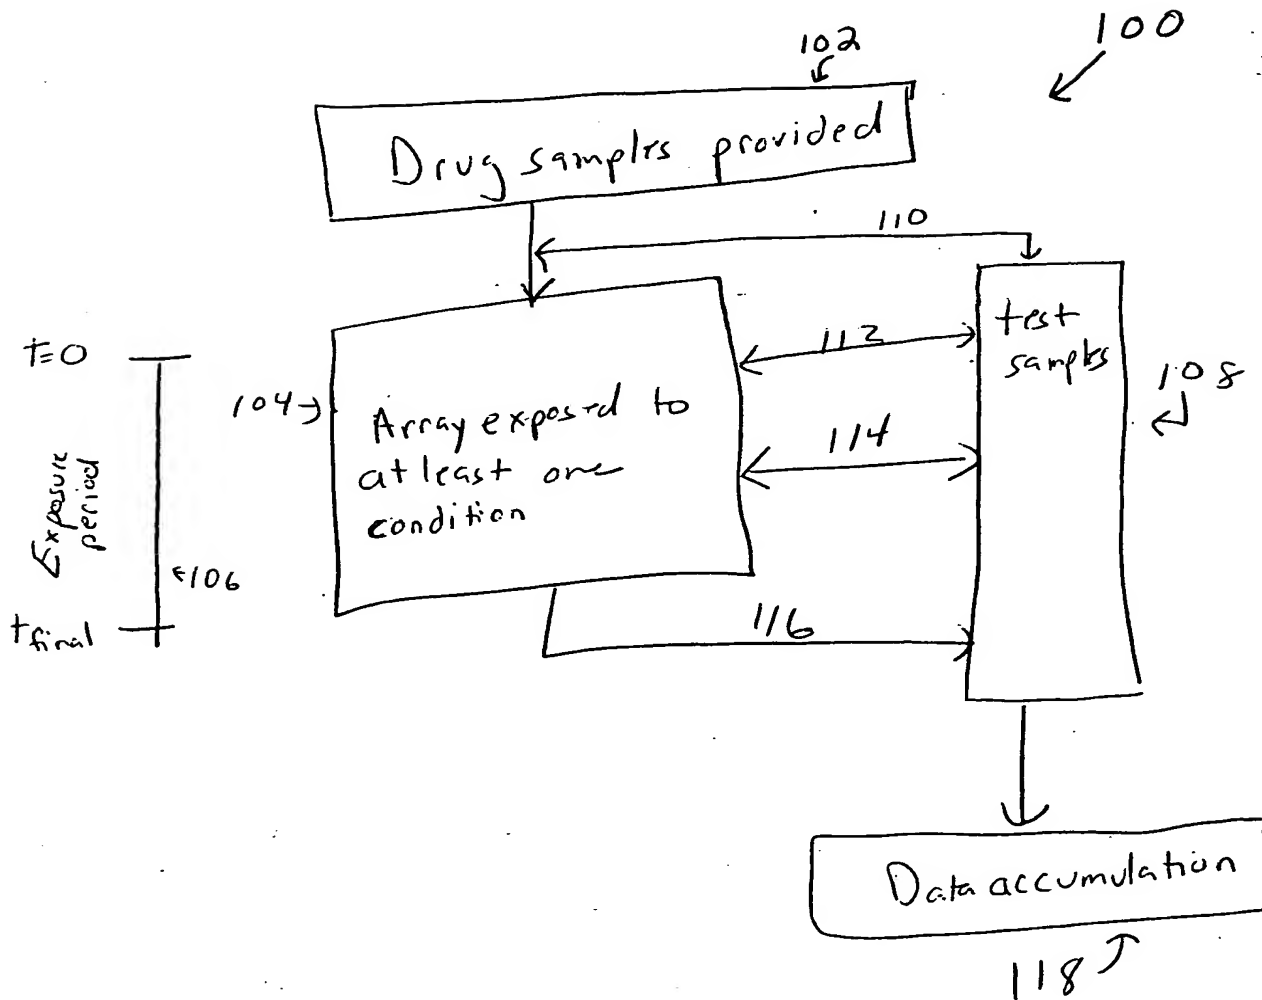 100
102
Drug samples provided
110
t=0
104
Array exposed to
at least one
condition
112
114
test
samples
108
Exposure
period
106
t final
116
Data accumulation
118